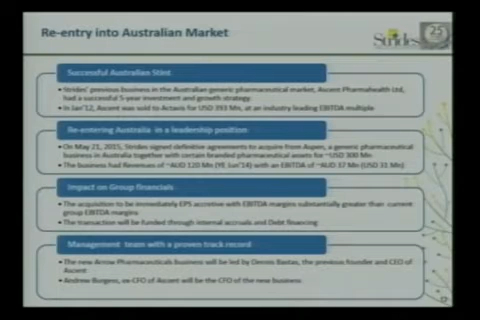 Re-entry into Australian Market
Strides
25
Successful Australian Stint
• Strides' previous business in the Australian generic pharmaceutical market, Ascent Pharmahealth Ltd,
had a successful 5-year investment and growth strategy.
• In Jan'12, Ascent was sold to Actavis for USD 393 Mn, at an industry leading EBITDA multiple
Re-entering Australia in a leadership position
• On May 21, 2015, Strides signed definitive agreements to acquire from Aspen, a generic pharmaceutical
business in Australia together with certain branded pharmaceutical assets for ~USD 300 Mn
• The business had Revenues of ~AUD 120 Mn (YE Jun'14) with an EBITDA of ~AUD 37 Mn (USD 31 Mn)
Impact on Group financials
• The acquisition to be immediately EPS accretive with EBITDA margins substantially greater than current
group EBITDA margins
• The transaction will be funded through internal accruals and Debt financing
Management team with a proven track record
• The new Arrow Pharmaceuticals business will be led by Dennis Bastas, the previous founder and CEO of
Ascent
• Andrew Burgess, ex-CFO of Ascent will be the CFO of the new business